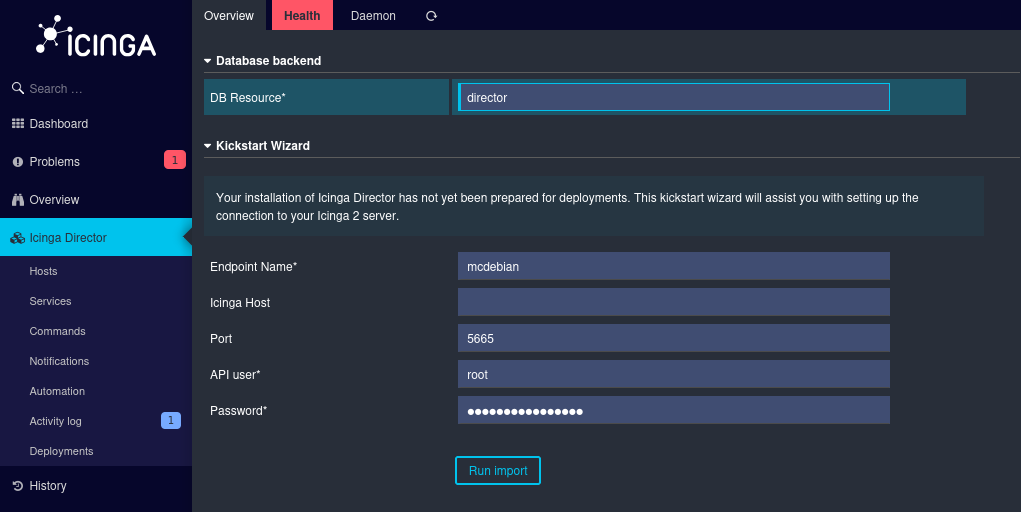 Overview Health Daemon
ICINGA
Database backend
Search ...
DB Resource* director
Dashboard
Kickstart Wizard
Problems 1
Your installation of Icinga Director has not yet been prepared for deployments. This kickstart wizard will assist you with setting up the
Overview
connection to your Icinga 2 server.
Icinga Director
Endpoint Name* mcdebian
Hosts
Icinga Host
Services
Port 5665
Commands
Notifications
API user* root
Automation
Password* ●●●●●●●●●●●●●●●●
Activity log 1
Deployments
Run import
History